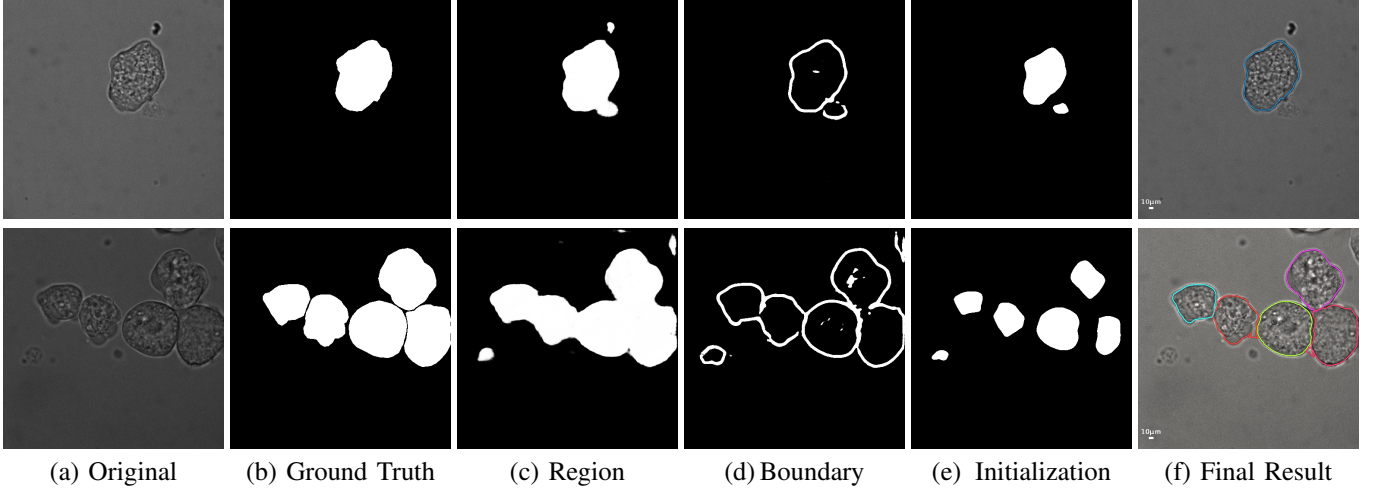 10μm
10μm
(a) Original (b) Ground Truth (c) Region (d) Boundary (e) Initialization (f) Final Result